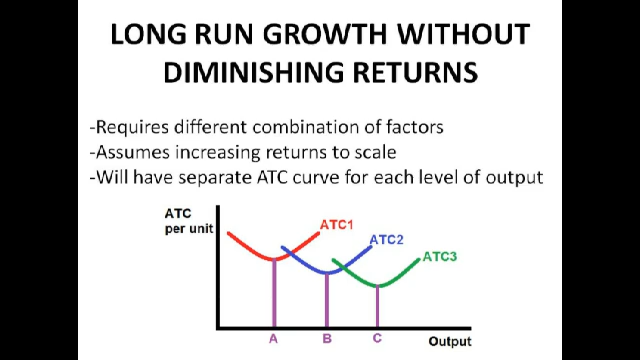 LONG RUN GROWTH WITHOUT
DIMINISHING RETURNS
-Requires different combination of factors
-Assumes increasing returns to scale
-Will have separate ATC curve for each level of output
ATC
per unit
ATC1
ATC2
ATC3
A
B
C
Output